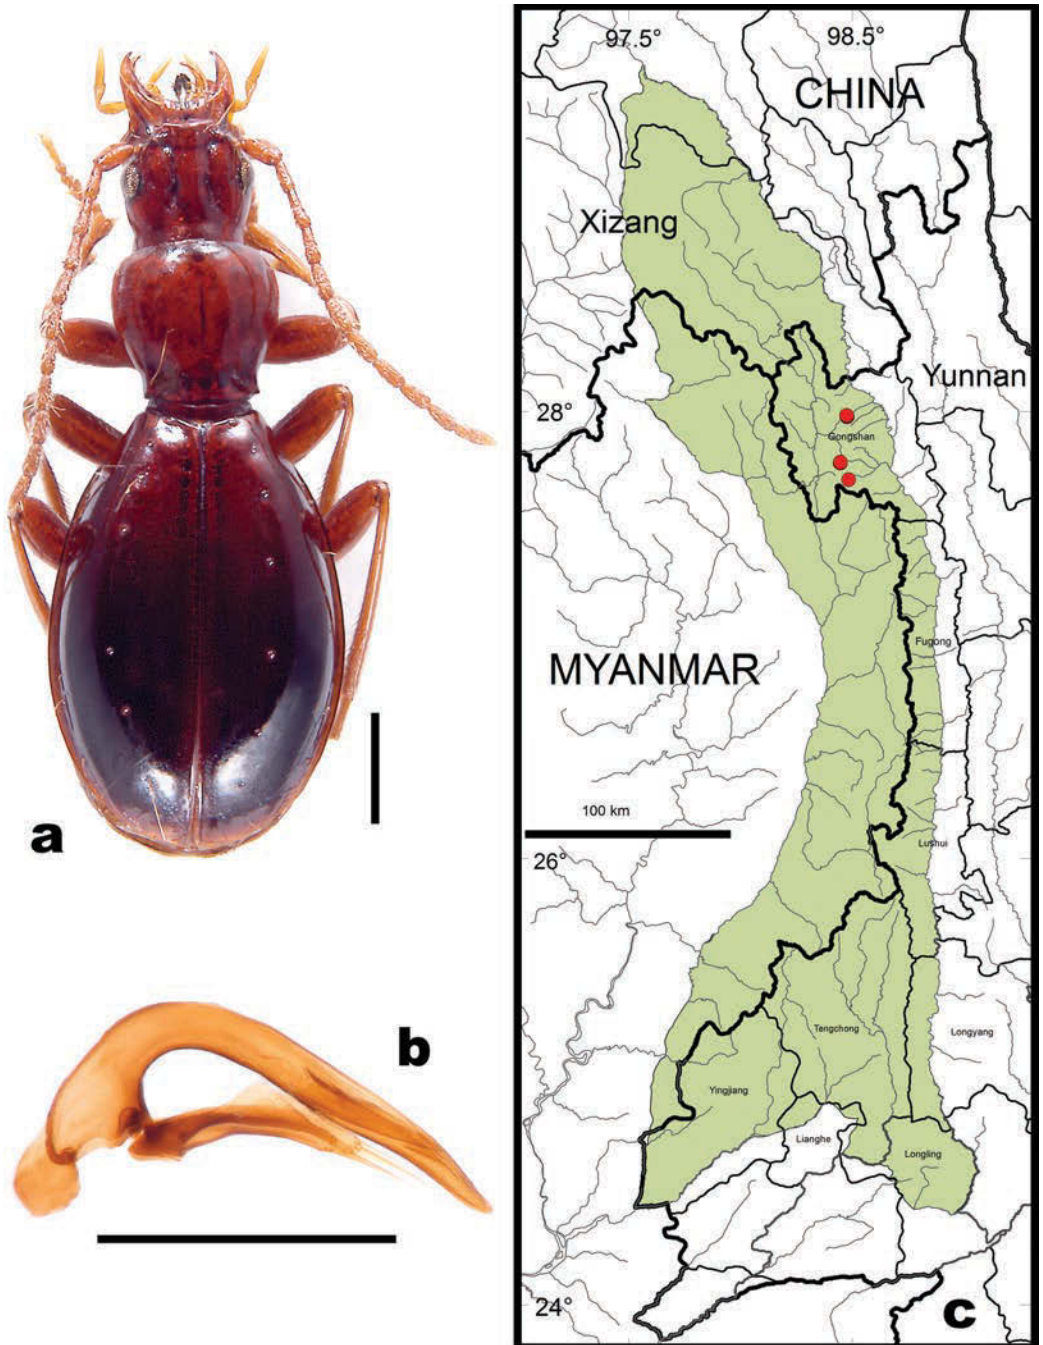 a
b
97.5°
98.5°
CHINA
Xizang
Yunnan
28°
Gongshan
MYANMAR
Fugong
100 km
Lushui
26°
Tengchong
Longyang
Yingjiang
Lianghe
Longling
24°
c